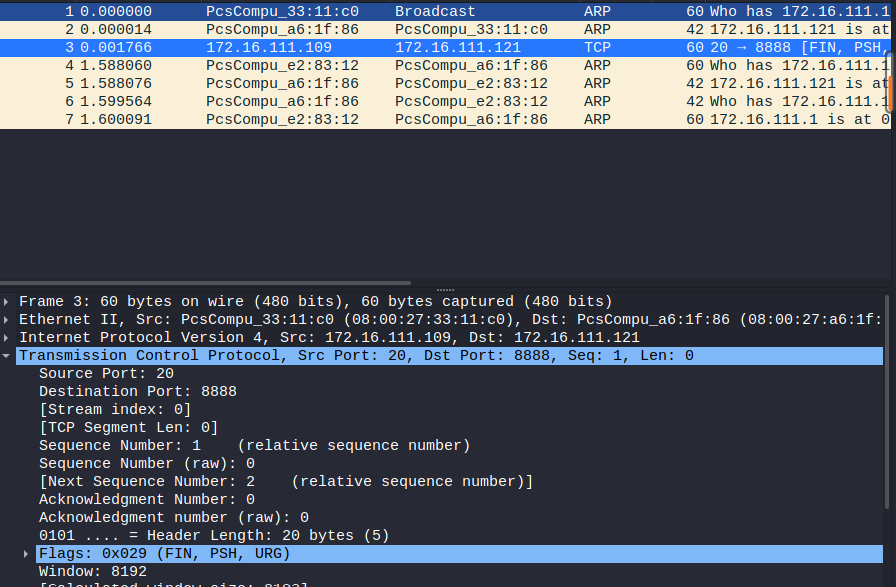 1 0.000000 PcsCompu_33:11:c0 Broadcast ARP 60 Who has 172.16.111.1
2 0.000014 PcsCompu_a6:1f:86 PcsCompu_33:11:c0 ARP 42 172.16.111.121 is at
3 0.001766 172.16.111.109 172.16.111.121 TCP 60 20 → 8888 [FIN, PSH,
4 1.588060 PcsCompu_e2:83:12 PcsCompu_a6:1f:86 ARP 60 Who has 172.16.111.1
5 1.588076 PcsCompu_a6:1f:86 PcsCompu_e2:83:12 ARP 42 172.16.111.121 is at
6 1.599564 PcsCompu_a6:1f:86 PcsCompu_e2:83:12 ARP 42 Who has 172.16.111.1
7 1.600091 PcsCompu_e2:83:12 PcsCompu_a6:1f:86 ARP 60 172.16.111.1 is at 0
Frame 3: 60 bytes on wire (480 bits), 60 bytes captured (480 bits)
Ethernet II, Src: PcsCompu_33:11:c0 (08:00:27:33:11:c0), Dst: PcsCompu_a6:1f:86 (08:00:27:a6:1f:
Internet Protocol Version 4, Src: 172.16.111.109, Dst: 172.16.111.121
Transmission Control Protocol, Src Port: 20, Dst Port: 8888, Seq: 1, Len: 0
Source Port: 20
Destination Port: 8888
[Stream index: 0]
[TCP Segment Len: 0]
Sequence Number: 1 (relative sequence number)
Sequence Number (raw): 0
[Next Sequence Number: 2 (relative sequence number)]
Acknowledgment Number: 0
Acknowledgment number (raw): 0
0101 .... = Header Length: 20 bytes (5)
Flags: 0x029 (FIN, PSH, URG)
Window: 8192